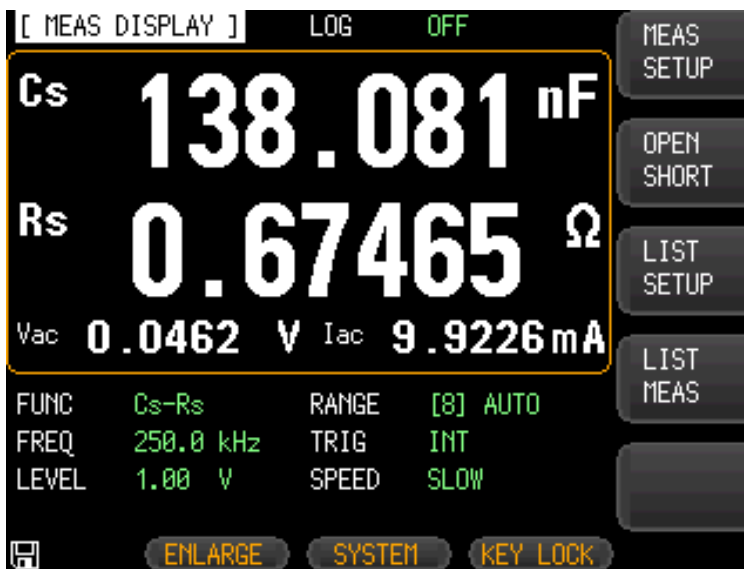 [ MEAS DISPLAY ] LOG OFF
Cs 138.081 nF
Rs 0.67465 Ω
Vac 0.0462 V Iac 9.9226mA
FUNC Cs-Rs RANGE [8] AUTO
FREQ 250.0 kHz TRIG INT
LEVEL 1.00 V SPEED SLOW
ENLARGE SYSTEM KEY LOCK
MEAS
SETUP
OPEN
SHORT
LIST
SETUP
LIST
MEAS